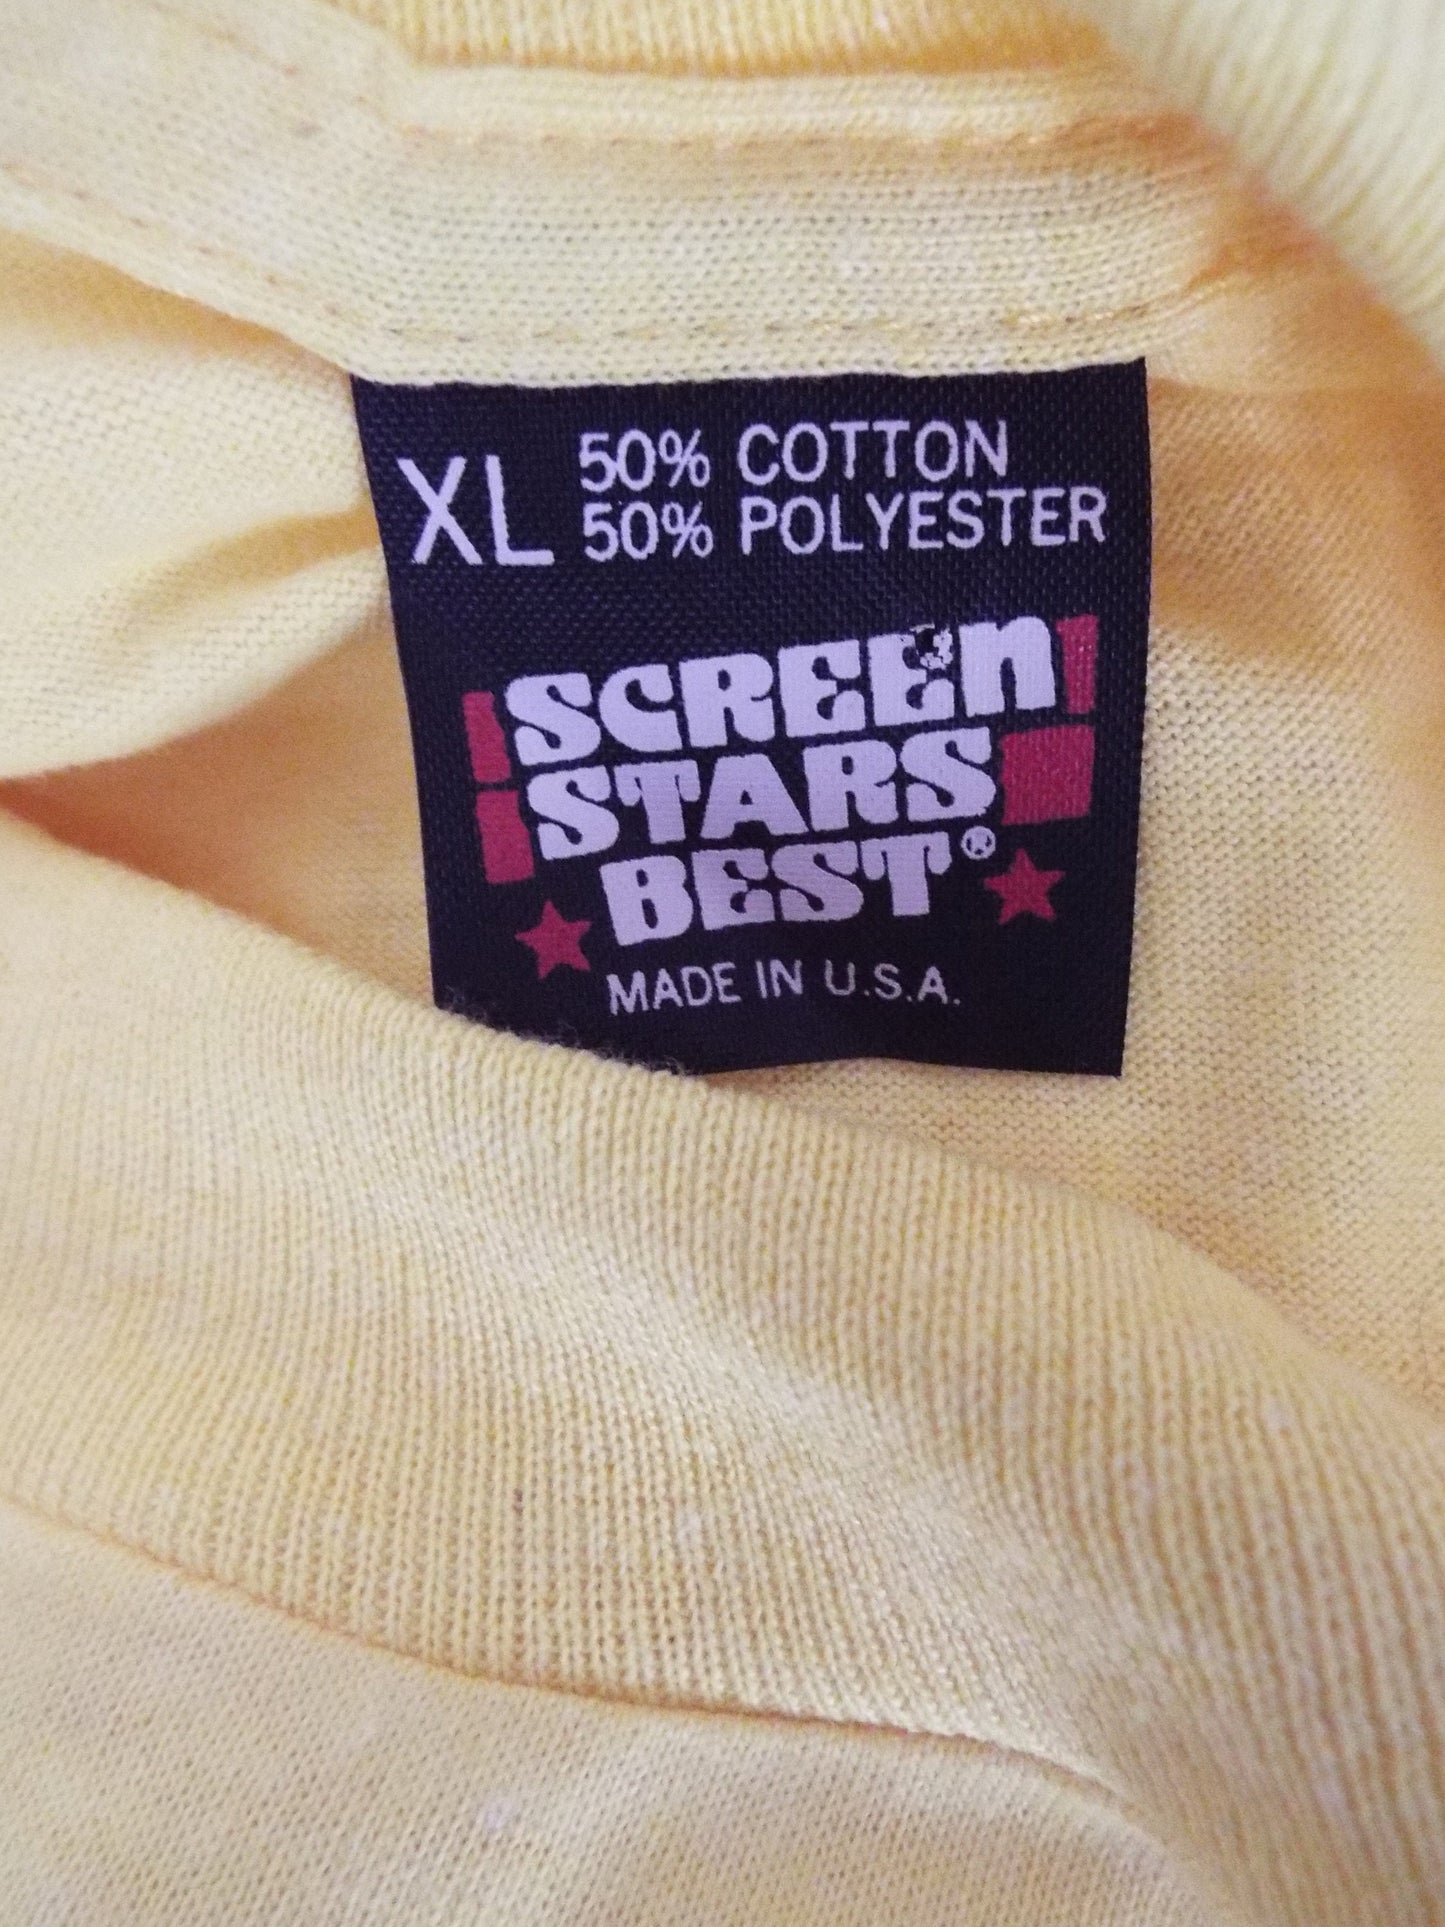 XL 50% COTTON
50% POLYESTER
SCREEn
STARS
BEST®
MADE IN U.S.A.